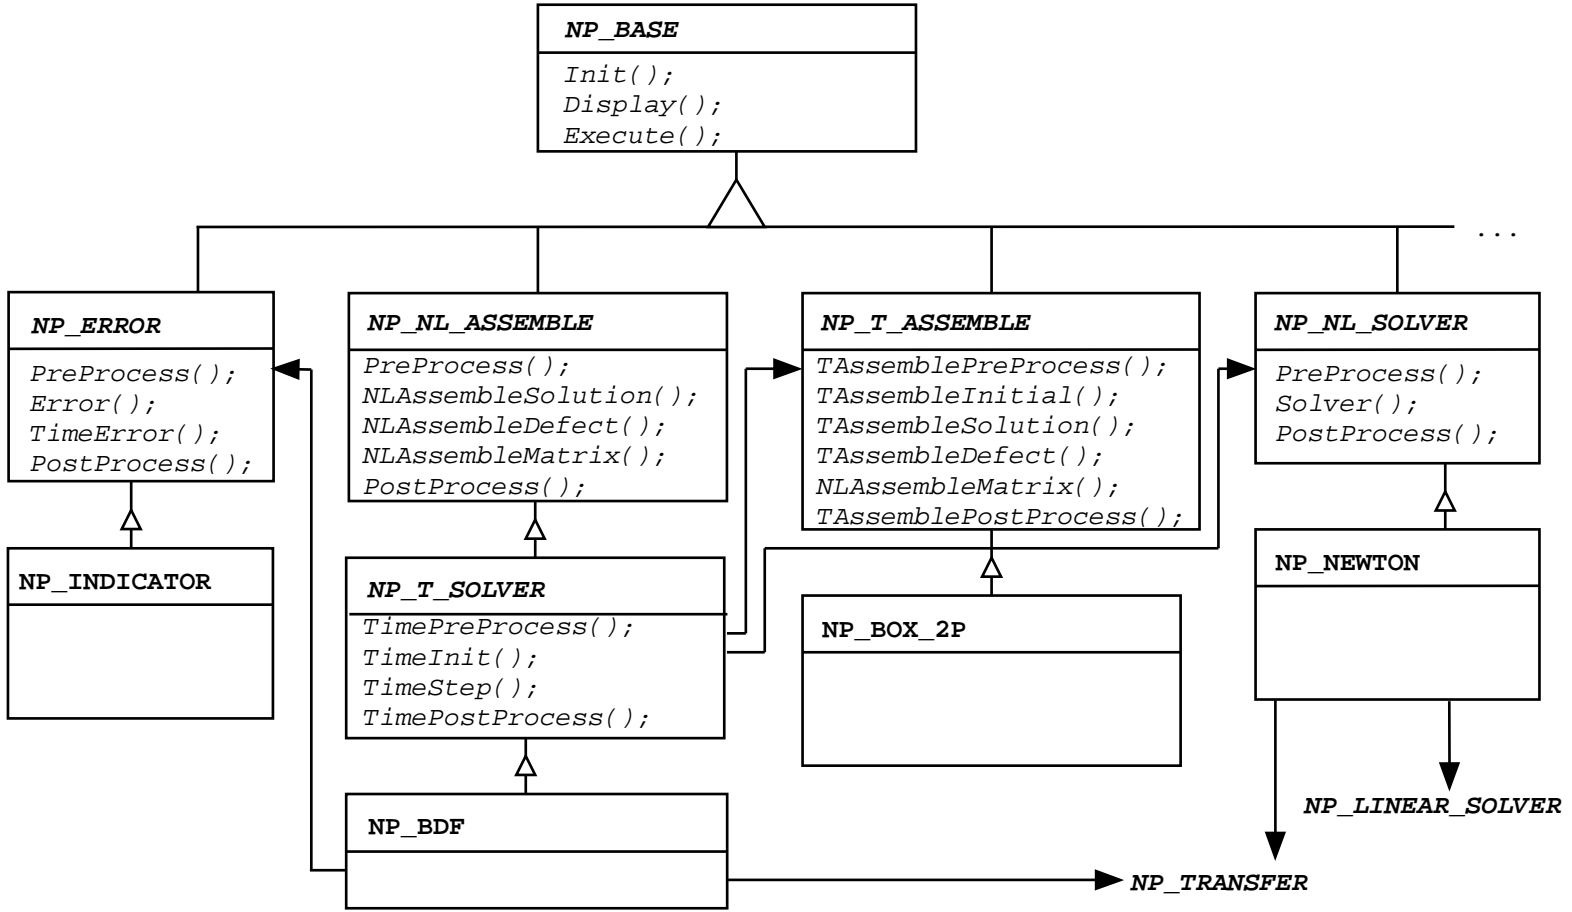 NP_BASE
Init();
Display();
Execute();
...
NP_ERROR
PreProcess();
Error();
TimeError();
PostProcess();
NP_NL_ASSEMBLE
PreProcess();
NLAssembleSolution();
NLAssembleDefect();
NLAssembleMatrix();
PostProcess();
NP_T_ASSEMBLE
TAssemblePreProcess();
TAssembleInitial();
TAssembleSolution();
TAssembleDefect();
NLAssembleMatrix();
TAssemblePostProcess();
NP_NL_SOLVER
PreProcess();
Solver();
PostProcess();
NP_INDICATOR
NP_T_SOLVER
TimePreProcess();
TimeInit();
TimeStep();
TimePostProcess();
NP_BOX_2P
NP_NEWTON
NP_LINEAR_SOLVER
NP_BDF
NP_TRANSFER